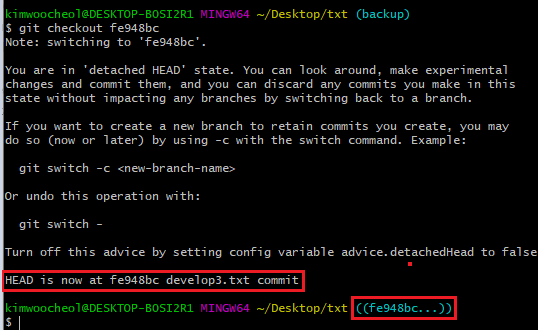 kimwoocheol@DESKTOP-BOSI2R1 MINGW64 ~/Desktop/txt (backup)
$ git checkout fe948bc
Note: switching to 'fe948bc'.
You are in 'detached HEAD' state. You can look around, make experimental
changes and commit them, and you can discard any commits you make in this
state without impacting any branches by switching back to a branch.
If you want to create a new branch to retain commits you create, you may
do so (now or later) by using -c with the switch command. Example:
git switch -c <new-branch-name>
Or undo this operation with:
git switch -
Turn off this advice by setting config variable advice.detachedHead to false
HEAD is now at fe948bc develop3.txt commit
kimwoocheol@DESKTOP-BOSI2R1 MINGW64 ~/Desktop/txt ((fe948bc...))
$